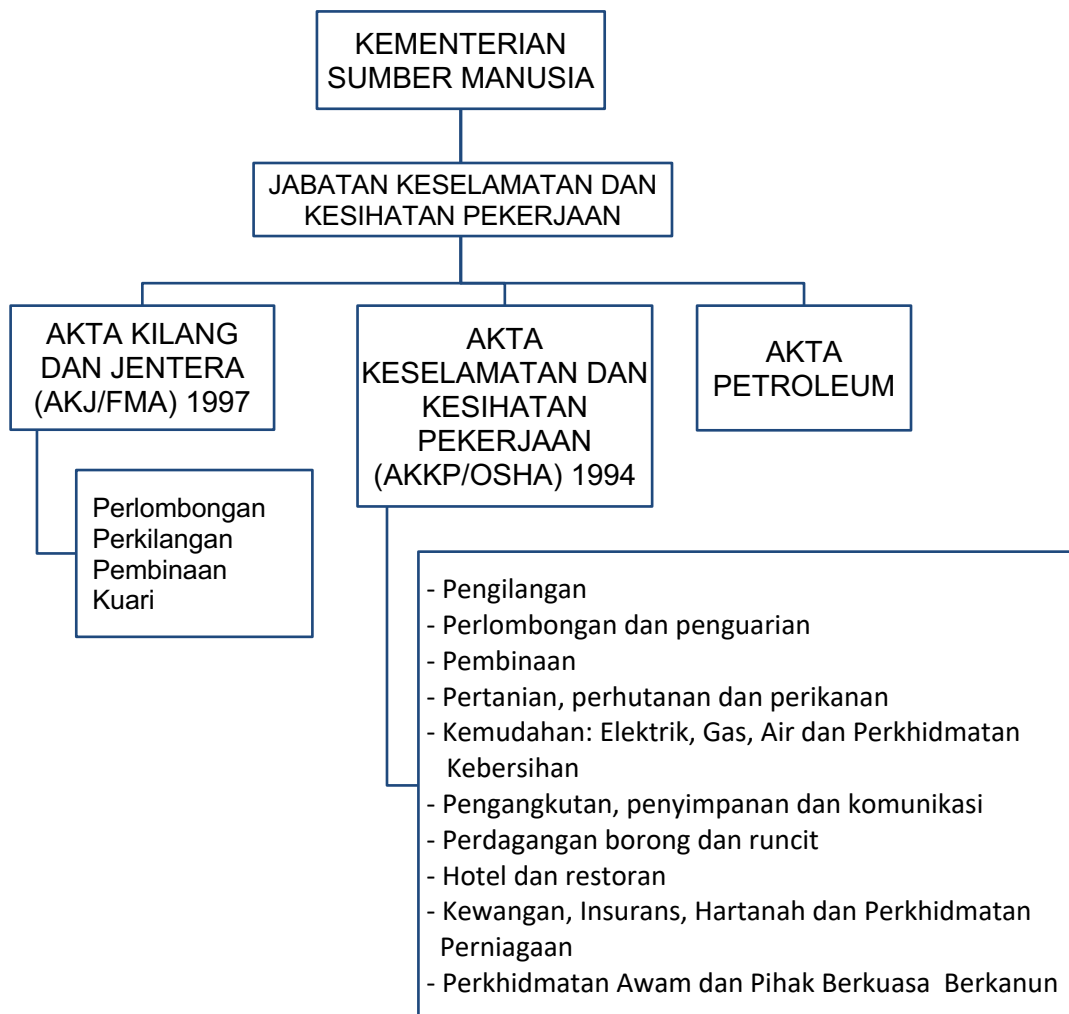 KEMENTERIAN
SUMBER MANUSIA
JABATAN KESELAMATAN DAN
KESIHATAN PEKERJAAN
AKTA KILANG
DAN JENTERA
(AKJ/FMA) 1997
AKTA
KESELAMATAN DAN
KESIHATAN
PEKERJAAN
(AKKP/OSHA) 1994
AKTA
PETROLEUM
Perlombongan
Perkilangan
Pembinaan
Kuari
- Pengilangan
- Perlombongan dan penguarian
- Pembinaan
- Pertanian, perhutanan dan perikanan
- Kemudahan: Elektrik, Gas, Air dan Perkhidmatan
Kebersihan
- Pengangkutan, penyimpanan dan komunikasi
- Perdagangan borong dan runcit
- Hotel dan restoran
- Kewangan, Insurans, Hartanah dan Perkhidmatan
Perniagaan
- Perkhidmatan Awam dan Pihak Berkuasa  Berkanun